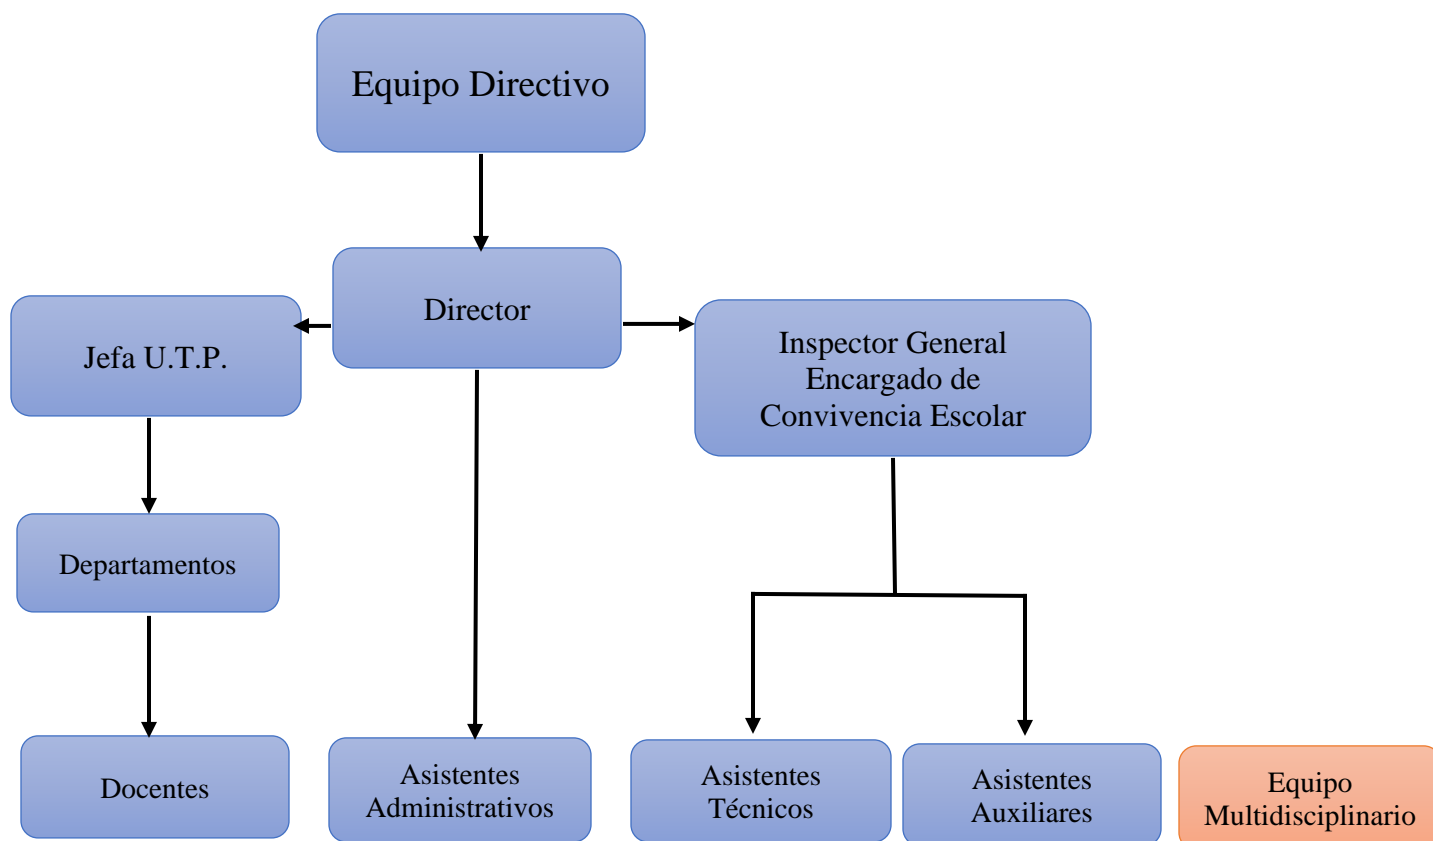 Equipo Directivo
Director
Jefa U.T.P.
Inspector General
Encargado de
Convivencia Escolar
Departamentos
Docentes
Asistentes
Administrativos
Asistentes
Técnicos
Asistentes
Auxiliares
Equipo
Multidisciplinario